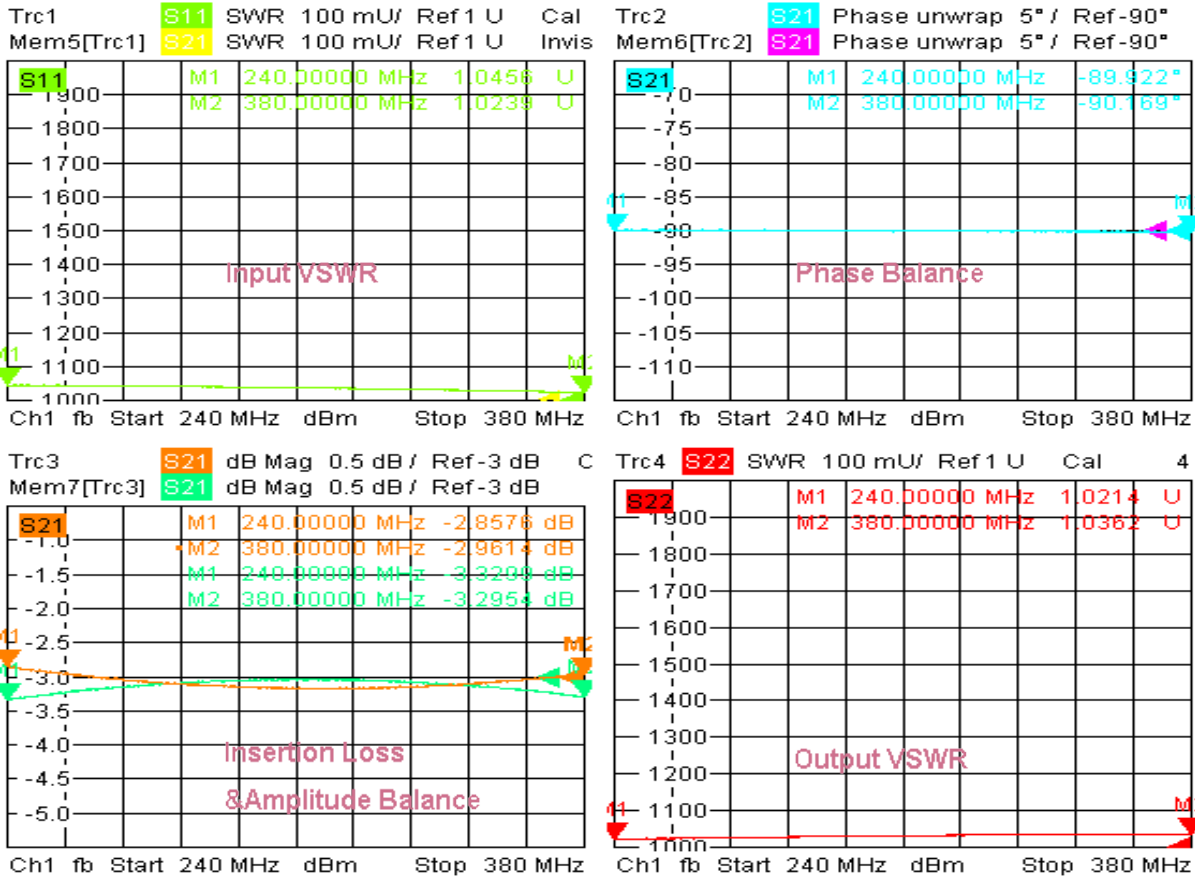 Trc1 S11 SWR 100 mU/ Ref 1 U Cal
Mem5[Trc1] S21 SWR 100 mU/ Ref 1 U Invis
S11
M1 240.00000 MHz 1.0456 U
M2 380.00000 MHz 1.0239 U
1900
1800
1700
1600
1500
1400
1300
1200
1100
1000
Input VSWR
M1
M2
Ch1 fb Start 240 MHz dBm Stop 380 MHz
Trc2 S21 Phase unwrap 5°/ Ref -90°
Mem6[Trc2] S21 Phase unwrap 5°/ Ref -90°
S21
M1 240.00000 MHz -89.922°
M2 380.00000 MHz -90.169°
-70
-75
-80
-85
-90
-95
-100
-105
-110
Phase Balance
Ch1 fb Start 240 MHz dBm Stop 380 MHz
Trc3 S21 dB Mag 0.5 dB/ Ref -3 dB C
Mem7[Trc3] S21 dB Mag 0.5 dB/ Ref -3 dB
S21
M1 240.00000 MHz -2.8576 dB
•M2 380.00000 MHz -2.9614 dB
M1 240.00000 MHz -3.3299 dB
M2 380.00000 MHz -3.2954 dB
-1.0
-1.5
-2.0
-2.5
-3.0
-3.5
-4.0
-4.5
-5.0
M2
Insertion Loss
&Amplitude Balance
Ch1 fb Start 240 MHz dBm Stop 380 MHz
Trc4 S22 SWR 100 mU/ Ref 1 U Cal 4
S22
M1 240.00000 MHz 1.0214 U
M2 380.00000 MHz 1.0362 U
1900
1800
1700
1600
1500
1400
1300
1200
1100
1000
Output VSWR
Ch1 fb Start 240 MHz dBm Stop 380 MHz